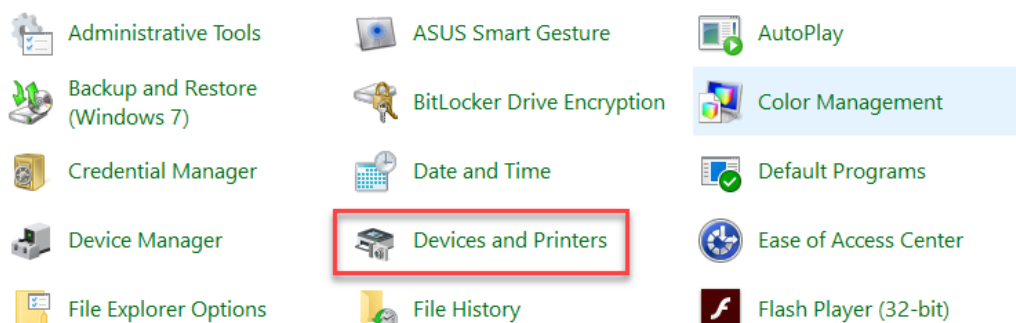 Administrative Tools
ASUS Smart Gesture
AutoPlay
Backup and Restore
(Windows 7)
BitLocker Drive Encryption
Color Management
Credential Manager
Date and Time
Default Programs
Device Manager
Devices and Printers
Ease of Access Center
File Explorer Options
File History
Flash Player (32-bit)